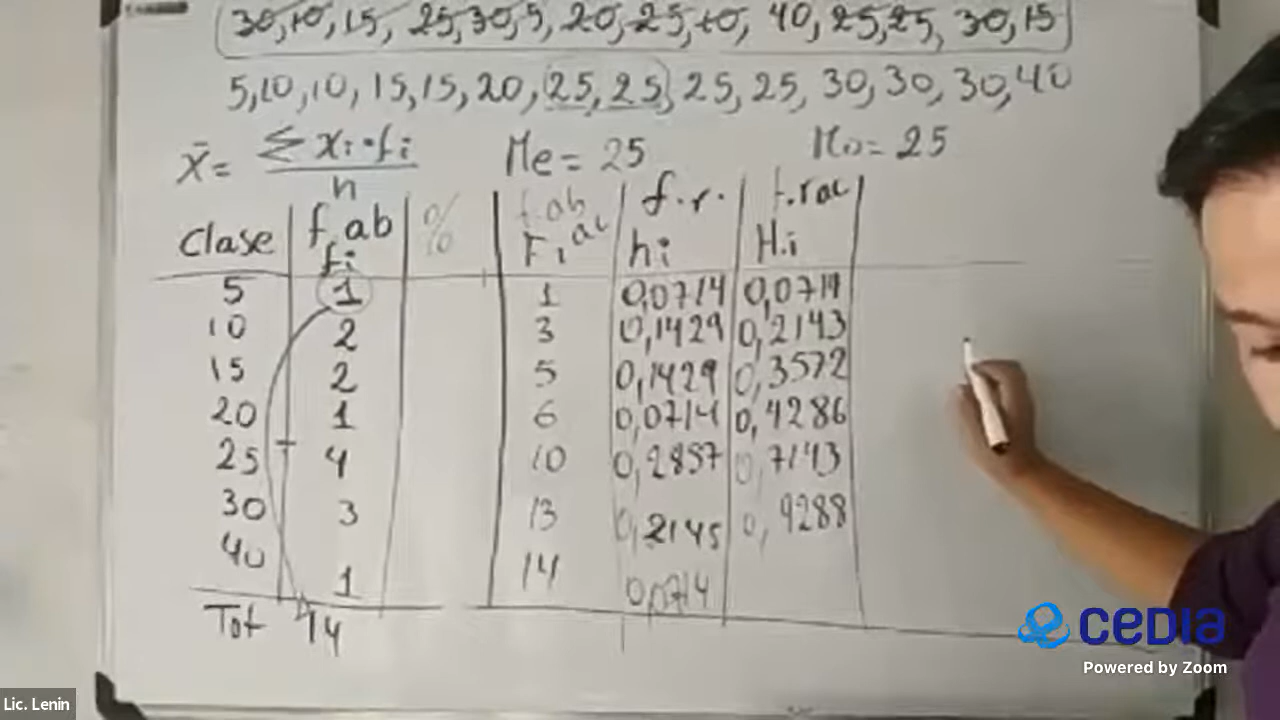 30, 10, 15, 25, 30, 5, 20, 25, 10, 40, 25, 25, 30, 15
5, 10, 10, 15, 15, 20, 25, 25, 25, 25, 30, 30, 30, 40
x̄ = Σ xi·fi / n Me = 25 Mo = 25
Clase f.ab fi % f.ab Fi ac f.r. hi f.rac Hi
5 1 1 0,0714 0,0714
10 2 3 0,1429 0,2143
15 2 5 0,1429 0,3572
20 1 6 0,0714 0,4286
25 4 10 0,2857 0,7143
30 3 13 0,2145 0,9288
40 1 14 0,0714
Tot 14
cedia
Powered by Zoom
Lic. Lenin